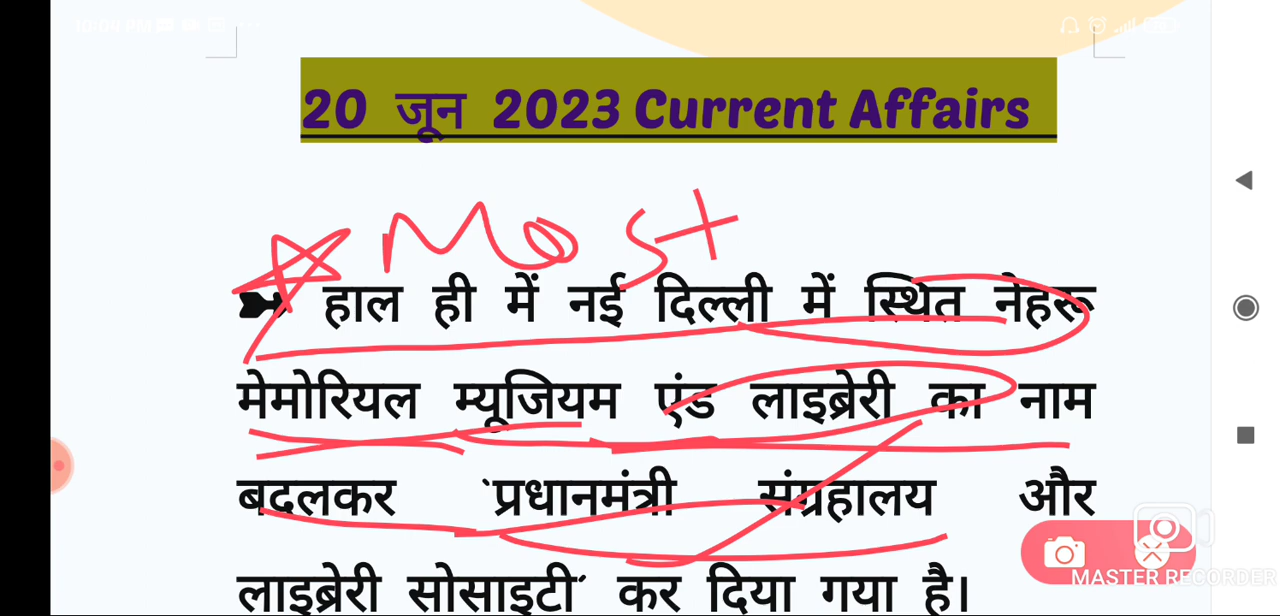 20 जून 2023 Current Affairs
Most
➳ हाल ही में नई दिल्ली में स्थित नेहरू
मेमोरियल म्यूजियम एंड लाइब्रेरी का नाम
बदलकर `प्रधानमंत्री संग्रहालय और
लाइब्रेरी सोसाइटी´ कर दिया गया है।
MASTER RECORDER